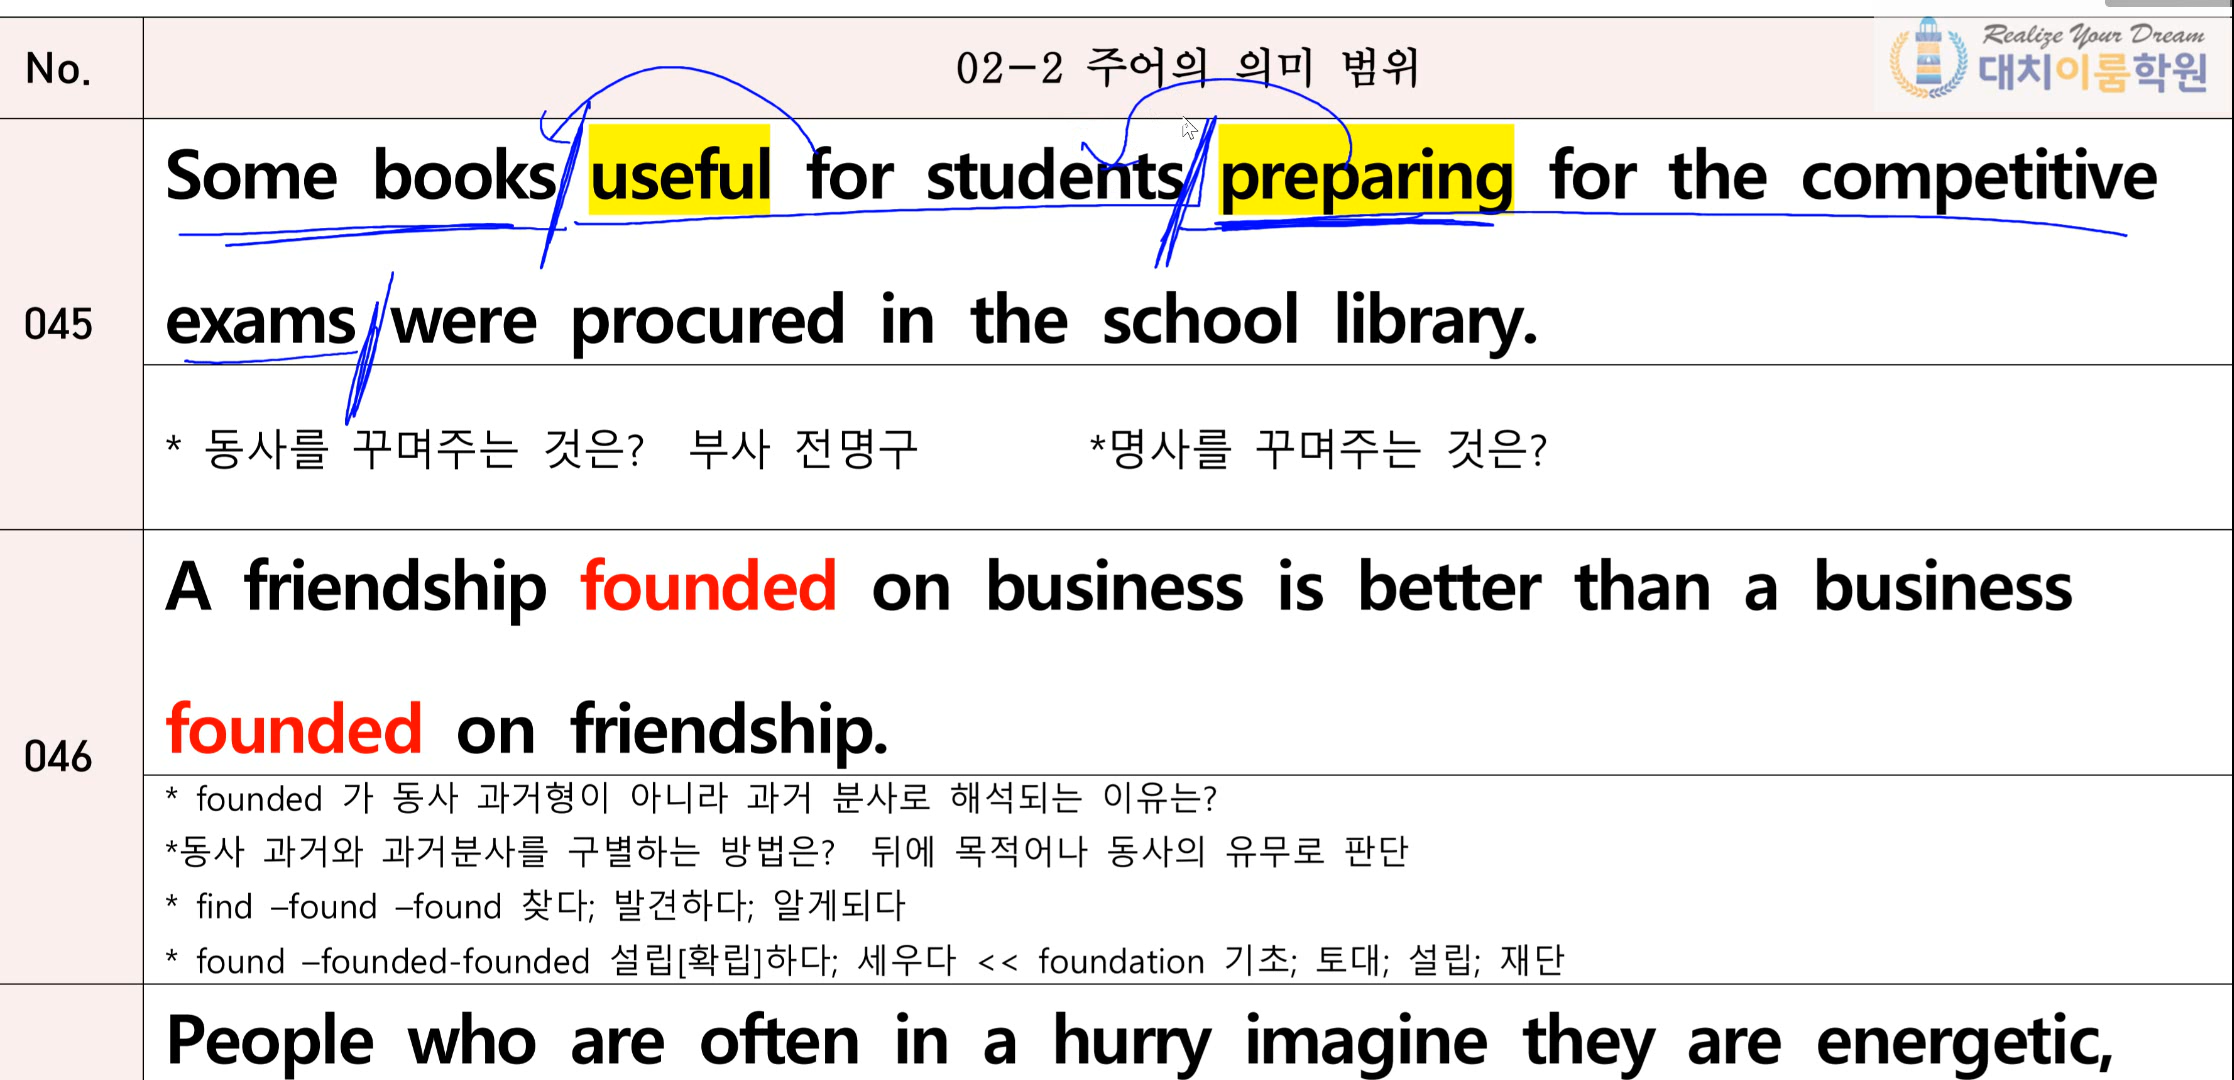 No. 02-2 주어의 의미 범위
Realize Your Dream
대치이룸학원
Some books useful for students preparing for the competitive
045
exams were procured in the school library.
* 동사를 꾸며주는 것은? 부사 전명구 *명사를 꾸며주는 것은?
A friendship founded on business is better than a business
046
founded on friendship.
* founded 가 동사 과거형이 아니라 과거 분사로 해석되는 이유는?
*동사 과거와 과거분사를 구별하는 방법은? 뒤에 목적어나 동사의 유무로 판단
* find –found –found 찾다; 발견하다; 알게되다
* found –founded-founded 설립[확립]하다; 세우다 << foundation 기초; 토대; 설립; 재단
People who are often in a hurry imagine they are energetic,